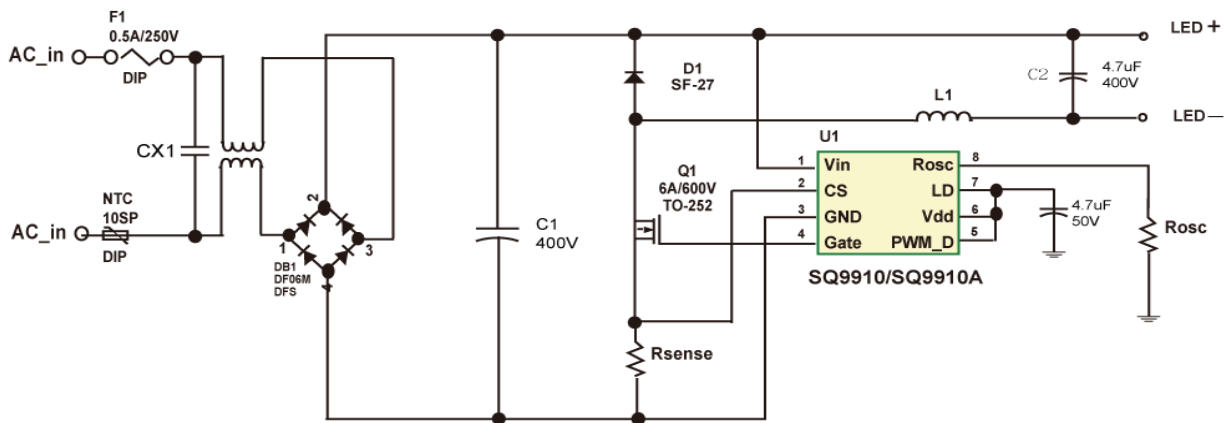 F1
0.5A/250V
AC_in
DIP
CX1
NTC
10SP
AC_in
DIP
2
1
3
4
DB1
DF06M
DFS
C1
400V
D1
SF-27
Q1
6A/600V
TO-252
Rsense
L1
C2
4.7uF
400V
LED+
LED—
U1
1
Vin
Rosc
8
2
CS
LD
7
3
GND
Vdd
6
4
Gate
PWM_D
5
SQ9910/SQ9910A
4.7uF
50V
Rosc